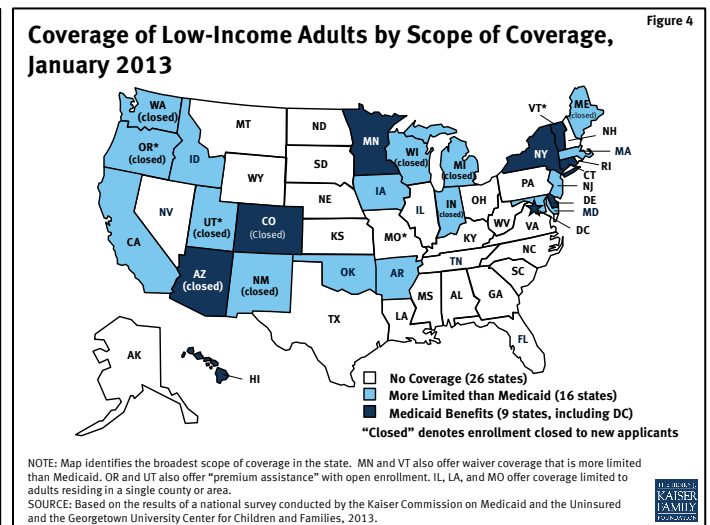 Figure 4
Coverage of Low-Income Adults by Scope of Coverage,
January 2013
WA
(closed)
OR*
(closed)
MT
ID
WY
NV
CA
UT*
(closed)
CO
(Closed)
AZ
(closed)
NM
(closed)
ND
SD
NE
KS
OK
TX
MN
IA
MO*
AR
LA
WI
(closed)
MI
(closed)
IL
IN
(closed)
OH
KY
TN
MS
AL
GA
FL
SC
NC
VA
WV
PA
NY
VT*
ME
(closed)
NH
MA
RI
CT
NJ
DE
MD
DC
AK
HI
No Coverage (26 states)
More Limited than Medicaid (16 states)
Medicaid Benefits (9 states, including DC)
“Closed” denotes enrollment closed to new applicants
NOTE: Map identifies the broadest scope of coverage in the state. MN and VT also offer waiver coverage that is more limited
than Medicaid. OR and UT also offer “premium assistance” with open enrollment. IL, LA, and MO offer coverage limited to
adults residing in a single county or area.
SOURCE: Based on the results of a national survey conducted by the Kaiser Commission on Medicaid and the Uninsured
and the Georgetown University Center for Children and Families, 2013.
THE HENRY J.
KAISER
FAMILY
FOUNDATION